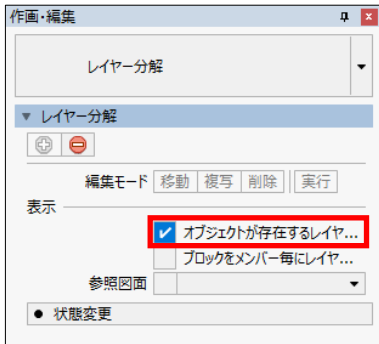 作画・編集
レイヤー分解
レイヤー分解
編集モード 移動 複写 削除 実行
表示
オブジェクトが存在するレイヤ...
ブロックをメンバー毎にレイヤ...
参照図面
状態変更